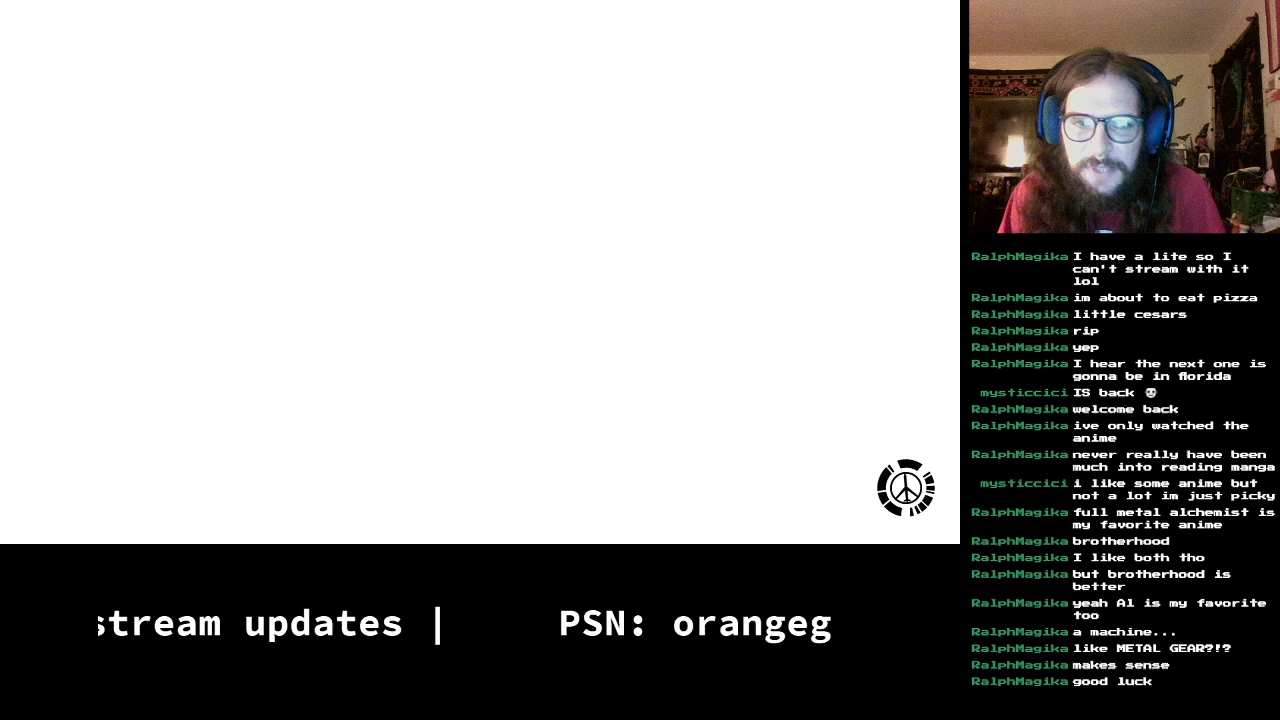 RalphMagika I have a lite so I
can't stream with it
lol
RalphMagika im about to eat pizza
RalphMagika little cesars
RalphMagika rip
RalphMagika yep
RalphMagika I hear the next one is
gonna be in florida
mysticcici IS back
RalphMagika welcome back
RalphMagika ive only watched the
anime
RalphMagika never really have been
much into reading manga
mysticcici i like some anime but
not a lot im just picky
RalphMagika full metal alchemist is
my favorite anime
RalphMagika brotherhood
RalphMagika I like both tho
RalphMagika but brotherhood is
better
RalphMagika yeah Al is my favorite
too
RalphMagika a machine...
RalphMagika like METAL GEAR?!?
RalphMagika makes sense
RalphMagika good luck
stream updates | PSN: orangeg